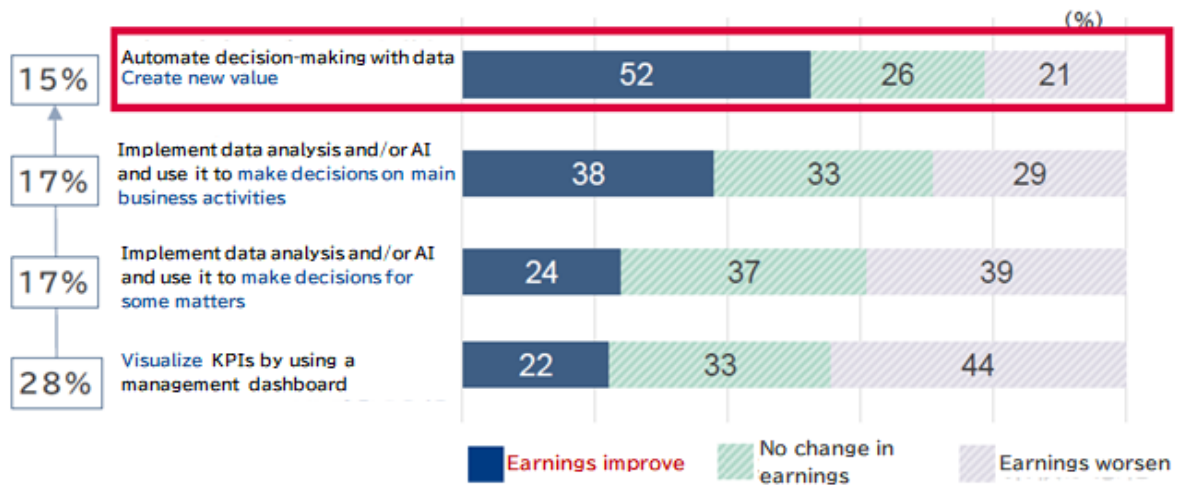 (%)
Automate decision-making with data
15% Create new value 52 26 21
Implement data analysis and/or AI
17% and use it to make decisions on main 38 33 29
business activities
Implement data analysis and/or AI
17% and use it to make decisions for 24 37 39
some matters
28% Visualize KPIs by using a 22 33 44
management dashboard
Earnings improve No change in Earnings worsen
earnings